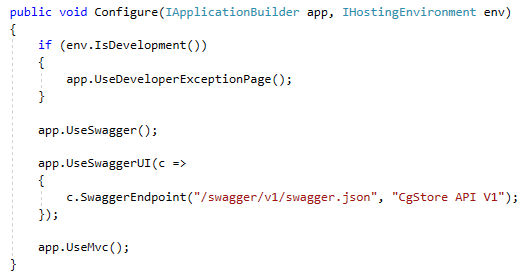 public void Configure(IApplicationBuilder app, IHostingEnvironment env)
{
    if (env.IsDevelopment())
    {
        app.UseDeveloperExceptionPage();
    }

    app.UseSwagger();

    app.UseSwaggerUI(c =>
    {
        c.SwaggerEndpoint("/swagger/v1/swagger.json", "CgStore API V1");
    });

    app.UseMvc();
}